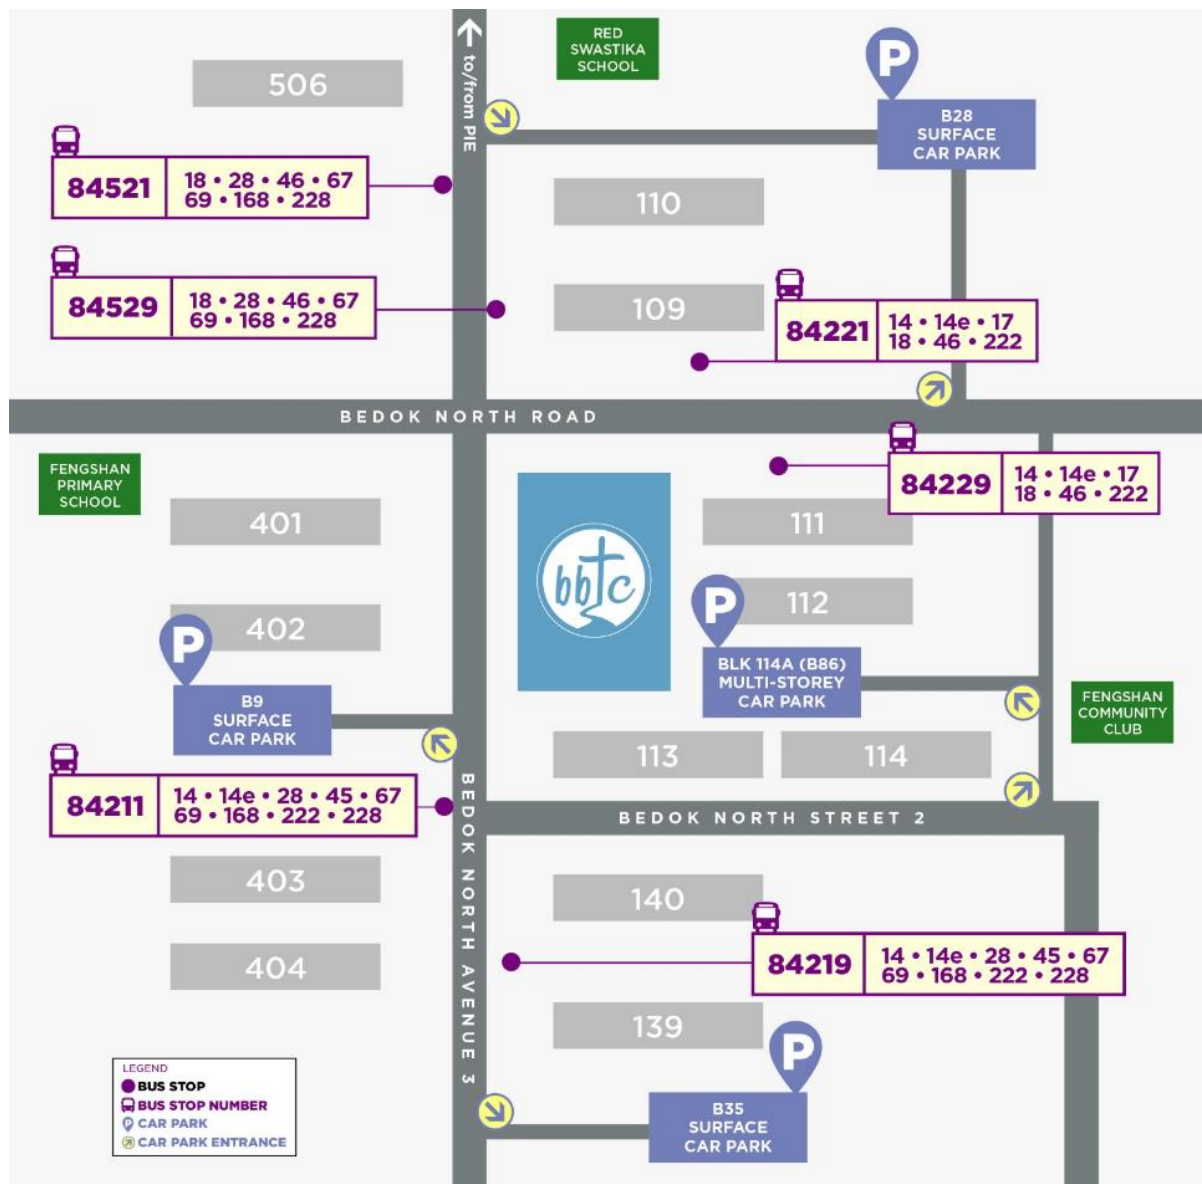 to/from PIE
RED
SWASTIKA
SCHOOL
P
506
B28
SURFACE
CAR PARK
84521
18 • 28 • 46 • 67
69 • 168 • 228
110
84529
18 • 28 • 46 • 67
69 • 168 • 228
109
84221
14 • 14e • 17
18 • 46 • 222
BEDOK NORTH ROAD
FENGSHAN
PRIMARY
SCHOOL
84229
14 • 14e • 17
18 • 46 • 222
401
111
bbtc
402
112
P
P
B9
SURFACE
CAR PARK
BLK 114A (B86)
MULTI-STOREY
CAR PARK
FENGSHAN
COMMUNITY
CLUB
113
114
84211
14 • 14e • 28 • 45 • 67
69 • 168 • 222 • 228
BEDOK NORTH AVENUE 3
BEDOK NORTH STREET 2
403
140
404
84219
14 • 14e • 28 • 45 • 67
69 • 168 • 222 • 228
139
P
B35
SURFACE
CAR PARK
LEGEND
BUS STOP
BUS STOP NUMBER
P CAR PARK
CAR PARK ENTRANCE